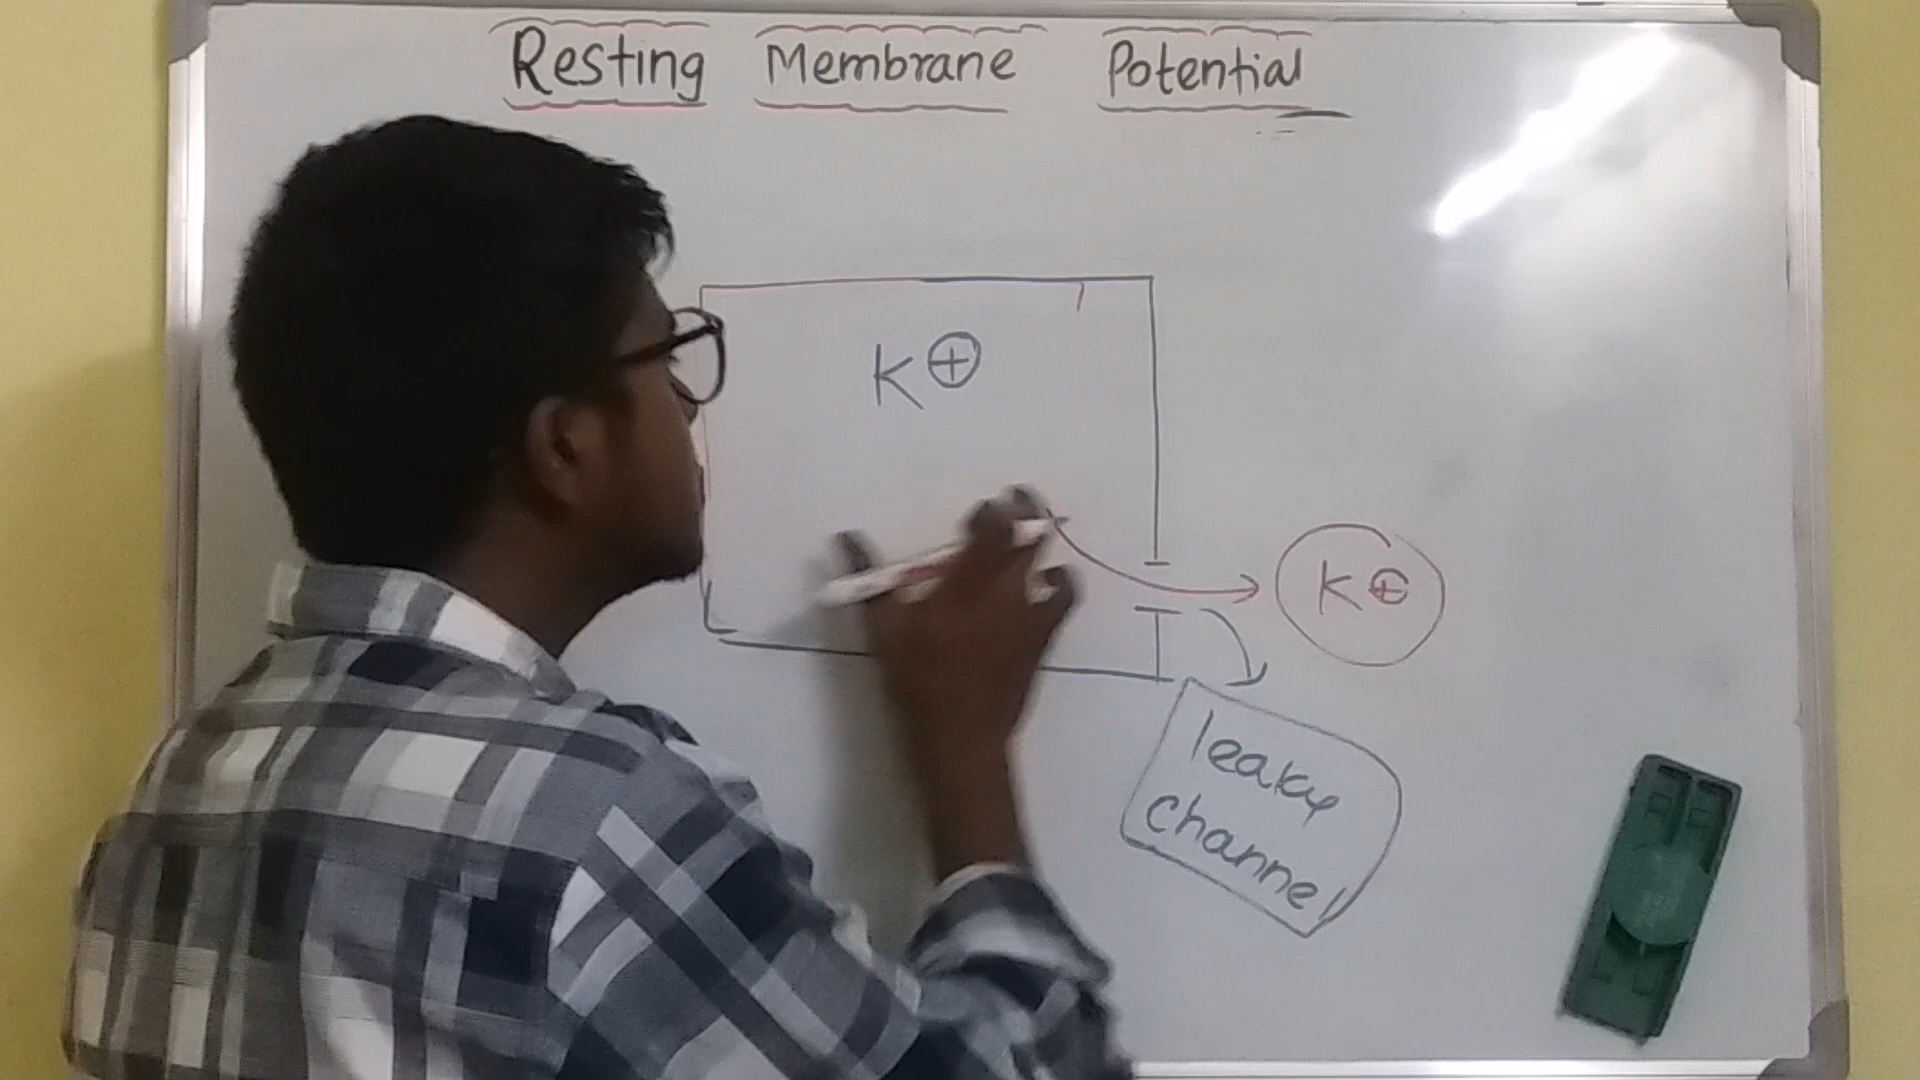 Resting Membrane Potential
K⊕
K⊕
leaky
channel